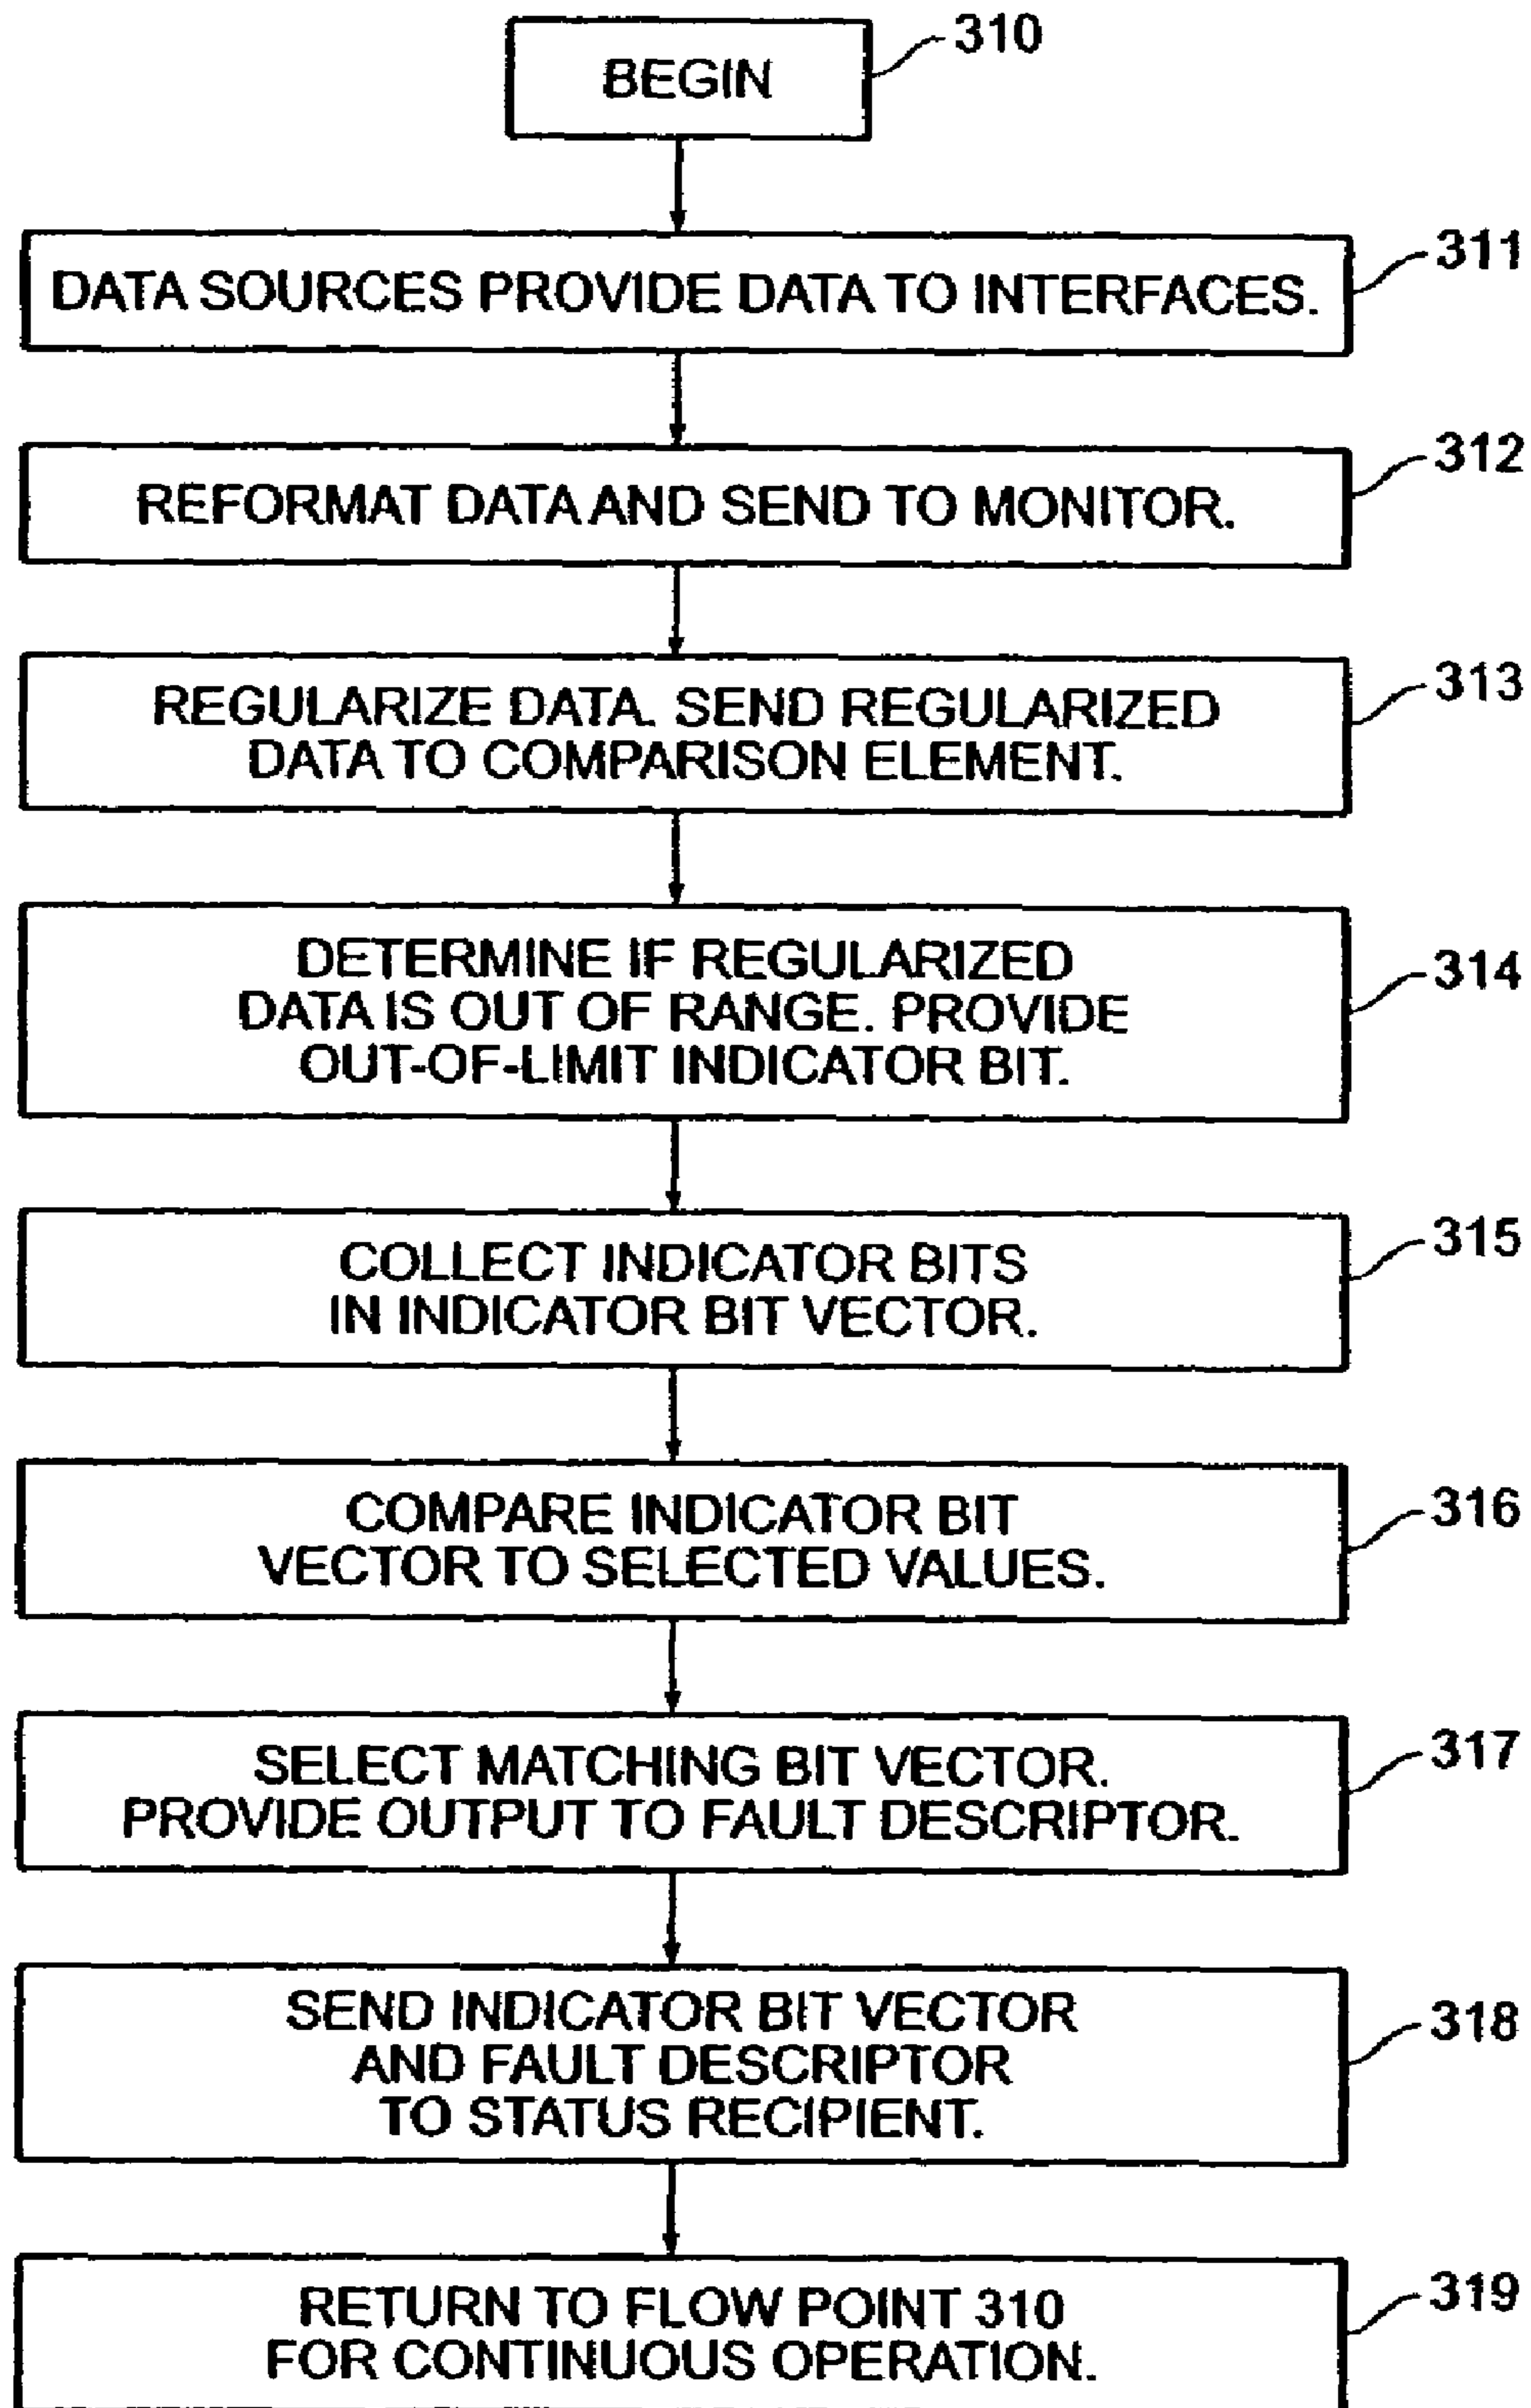 BEGIN
310
DATA SOURCES PROVIDE DATA TO INTERFACES.
311
REFORMAT DATA AND SEND TO MONITOR.
312
REGULARIZE DATA. SEND REGULARIZED
DATA TO COMPARISON ELEMENT.
313
DETERMINE IF REGULARIZED
DATA IS OUT OF RANGE. PROVIDE
OUT-OF-LIMIT INDICATOR BIT.
314
COLLECT INDICATOR BITS
IN INDICATOR BIT VECTOR.
315
COMPARE INDICATOR BIT
VECTOR TO SELECTED VALUES.
316
SELECT MATCHING BIT VECTOR.
PROVIDE OUTPUT TO FAULT DESCRIPTOR.
317
SEND INDICATOR BIT VECTOR
AND FAULT DESCRIPTOR
TO STATUS RECIPIENT.
318
RETURN TO FLOW POINT 310
FOR CONTINUOUS OPERATION.
319